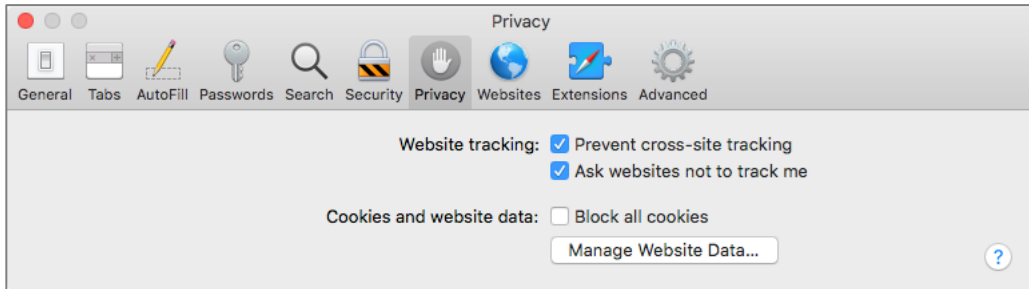 Privacy
General Tabs AutoFill Passwords Search Security Privacy Websites Extensions Advanced
Website tracking: Prevent cross-site tracking
Ask websites not to track me
Cookies and website data: Block all cookies
Manage Website Data...
?